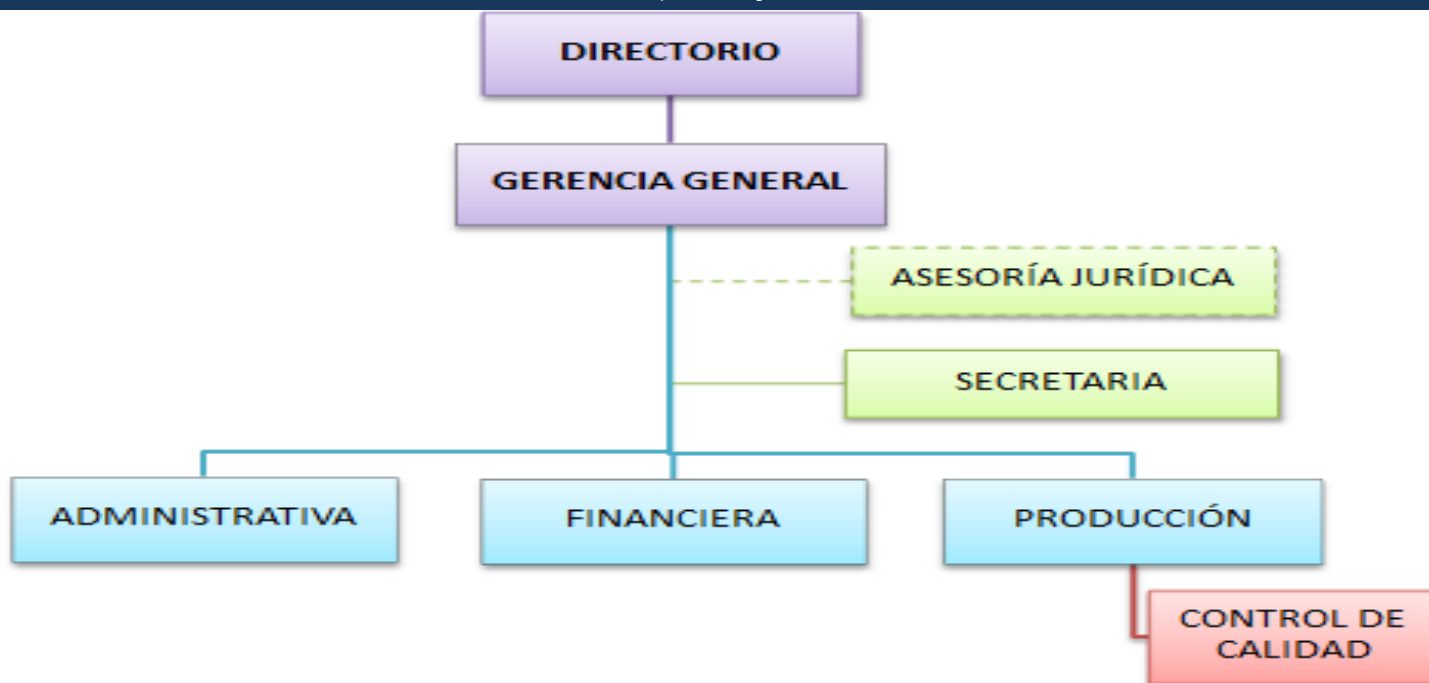 DIRECTORIO
GERENCIA GENERAL
ASESORÍA JURÍDICA
SECRETARIA
ADMINISTRATIVA
FINANCIERA
PRODUCCIÓN
CONTROL DE
CALIDAD